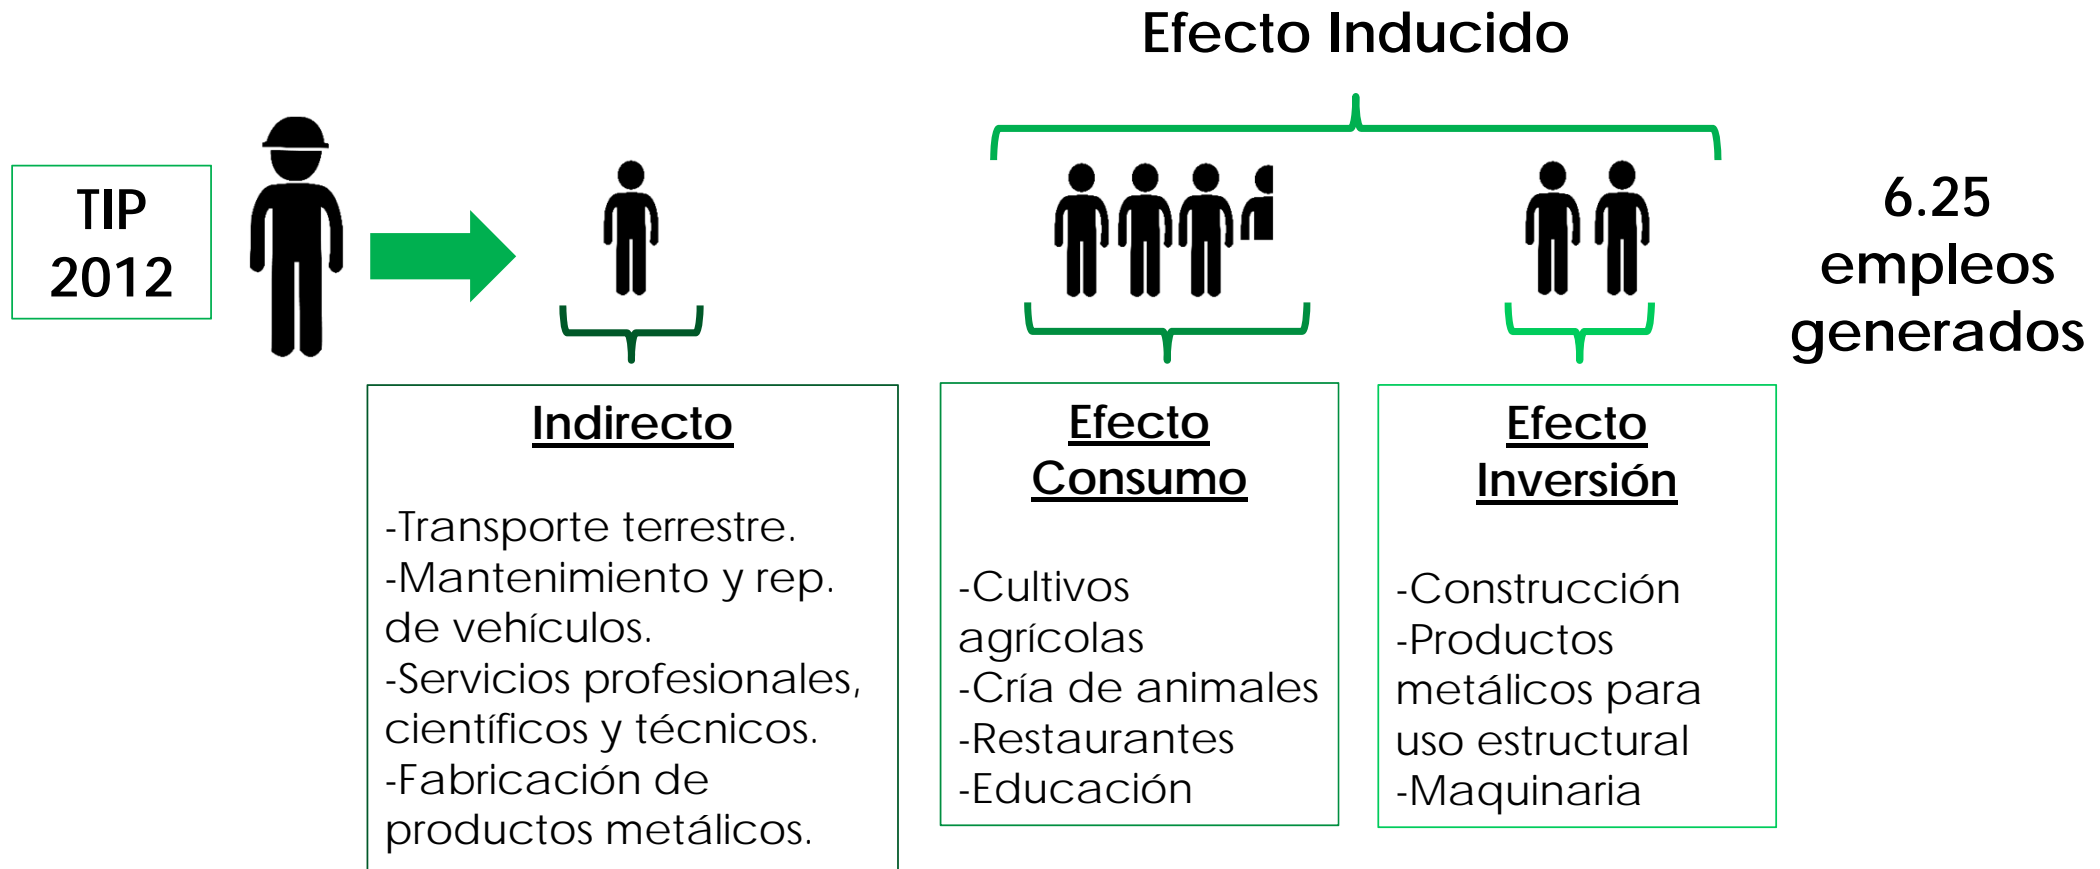 Efecto Inducido
TIP
2012
6.25
empleos
generados
Indirecto
-Transporte terrestre.
-Mantenimiento y rep.
de vehículos.
-Servicios profesionales,
científicos y técnicos.
-Fabricación de
productos metálicos.
Efecto
Consumo
-Cultivos
agrícolas
-Cría de animales
-Restaurantes
-Educación
Efecto
Inversión
-Construcción
-Productos
metálicos para
uso estructural
-Maquinaria